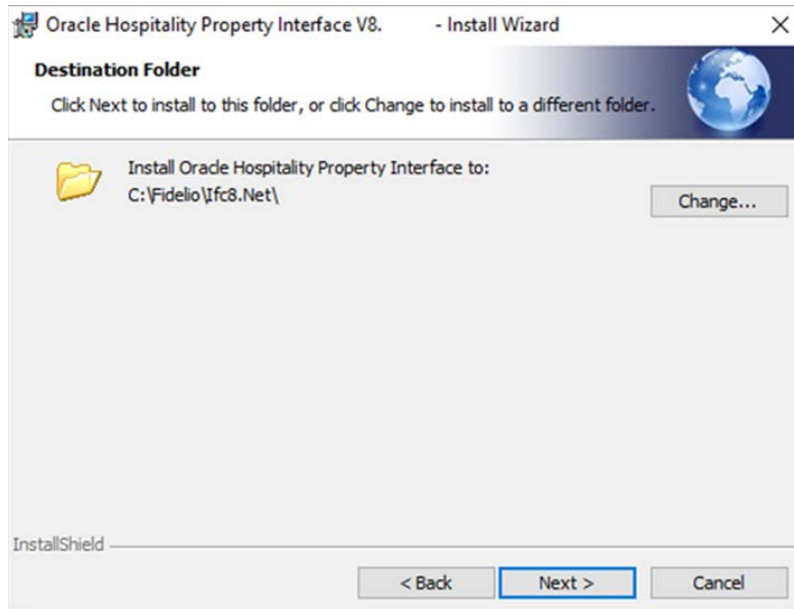 Oracle Hospitality Property Interface V8. - Install Wizard
Destination Folder
Click Next to install to this folder, or click Change to install to a different folder.
Install Oracle Hospitality Property Interface to:
C:\Fidelio\Ifc8.Net\
Change...
InstallShield
< Back Next > Cancel